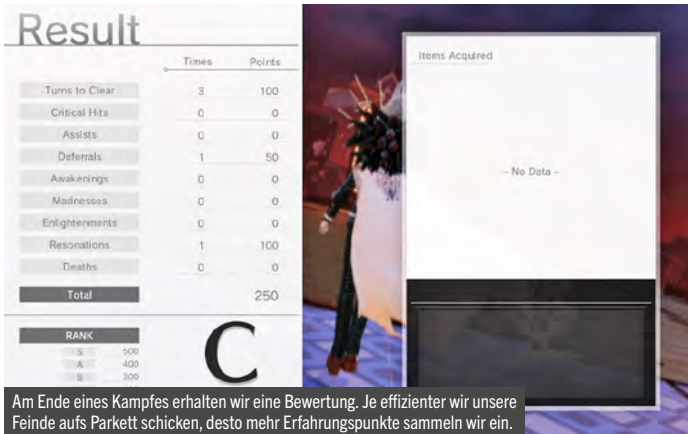 Result
Times Points
Turns to Clear 3 100
Critical Hits 0 0
Assists 0 0
Deferrals 1 50
Awakenings 0 0
Madnesses 0 0
Enlightenments 0 0
Resonations 1 100
Deaths 0 0
Total 250
RANK
S 500
A 400
B 300
C
Items Acquired
- No Data -
Am Ende eines Kampfes erhalten wir eine Bewertung. Je effizienter wir unsere
Feinde aufs Parkett schicken, desto mehr Erfahrungspunkte sammeln wir ein.